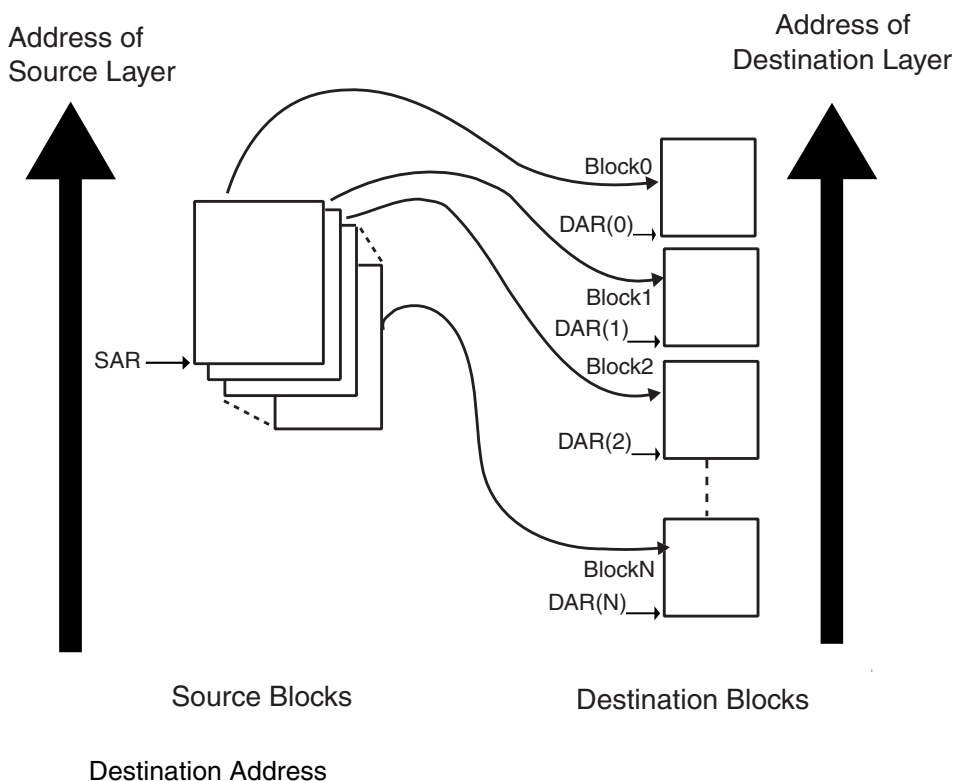 Address of
Source Layer
Address of
Destination Layer
Block0
DAR(0)
Block1
DAR(1)
SAR
Block2
DAR(2)
BlockN
DAR(N)
Source Blocks
Destination Blocks
Destination Address